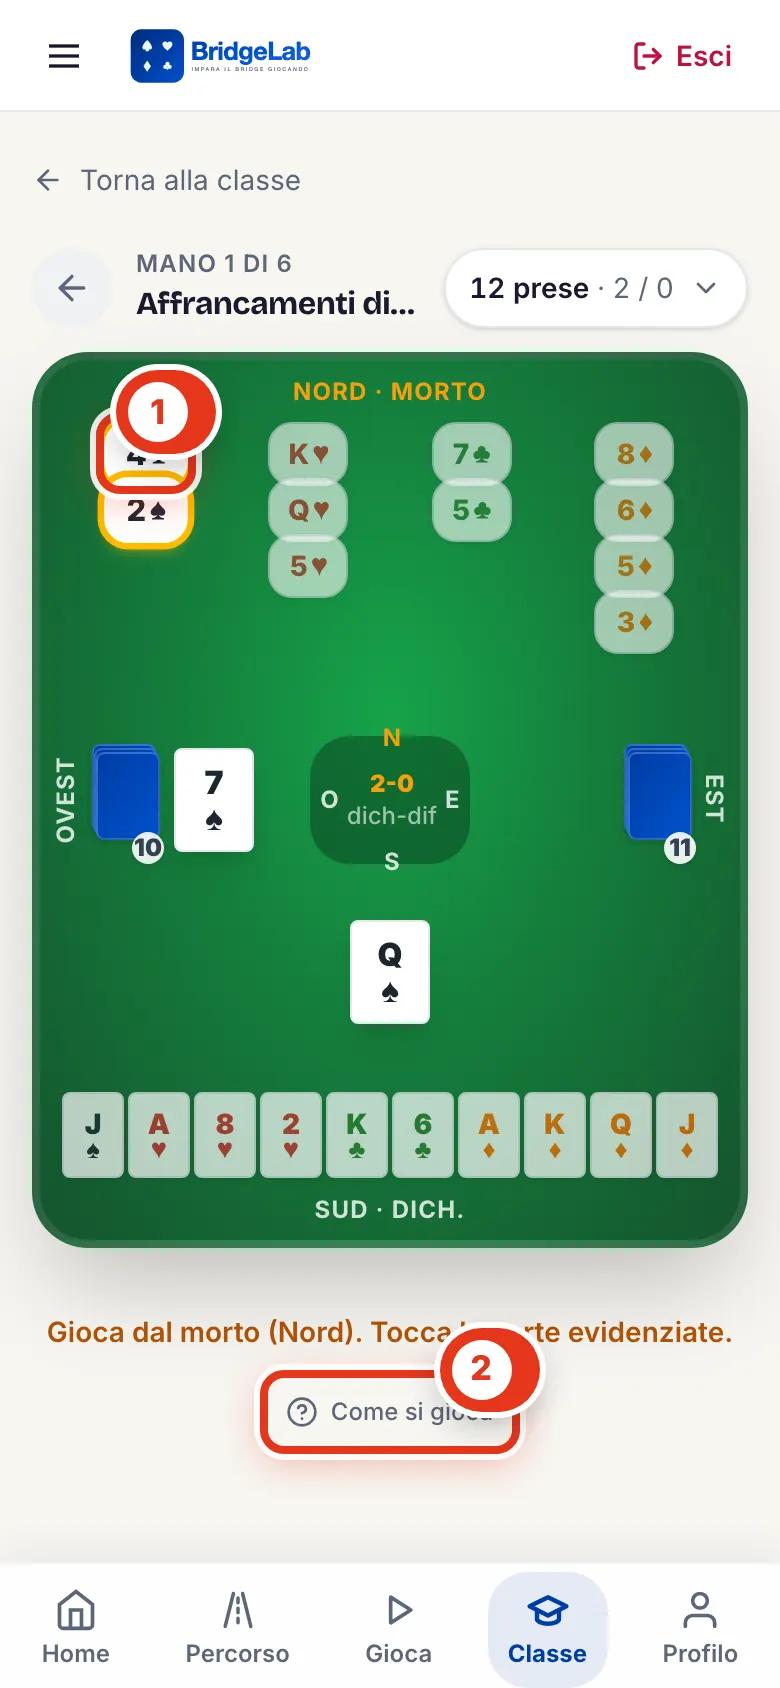 BridgeLab
IMPARA IL BRIDGE GIOCANDO
Esci
Torna alla classe
MANO 1 DI 6
Affrancamenti di...
12 prese · 2 / 0
NORD · MORTO
1
4♠
2♠
K♥
Q♥
5♥
7♣
5♣
8♦
6♦
5♦
3♦
OVEST
10
7
♠
N
O
2-0
E
dich-dif
S
EST
11
Q
♠
J
♠
A
♥
8
♥
2
♥
K
♣
6
♣
A
♦
K
♦
Q
♦
J
♦
SUD · DICH.
Gioca dal morto (Nord). Tocca evidenziate.
2
Come si gioca
Home
Percorso
Gioca
Classe
Profilo